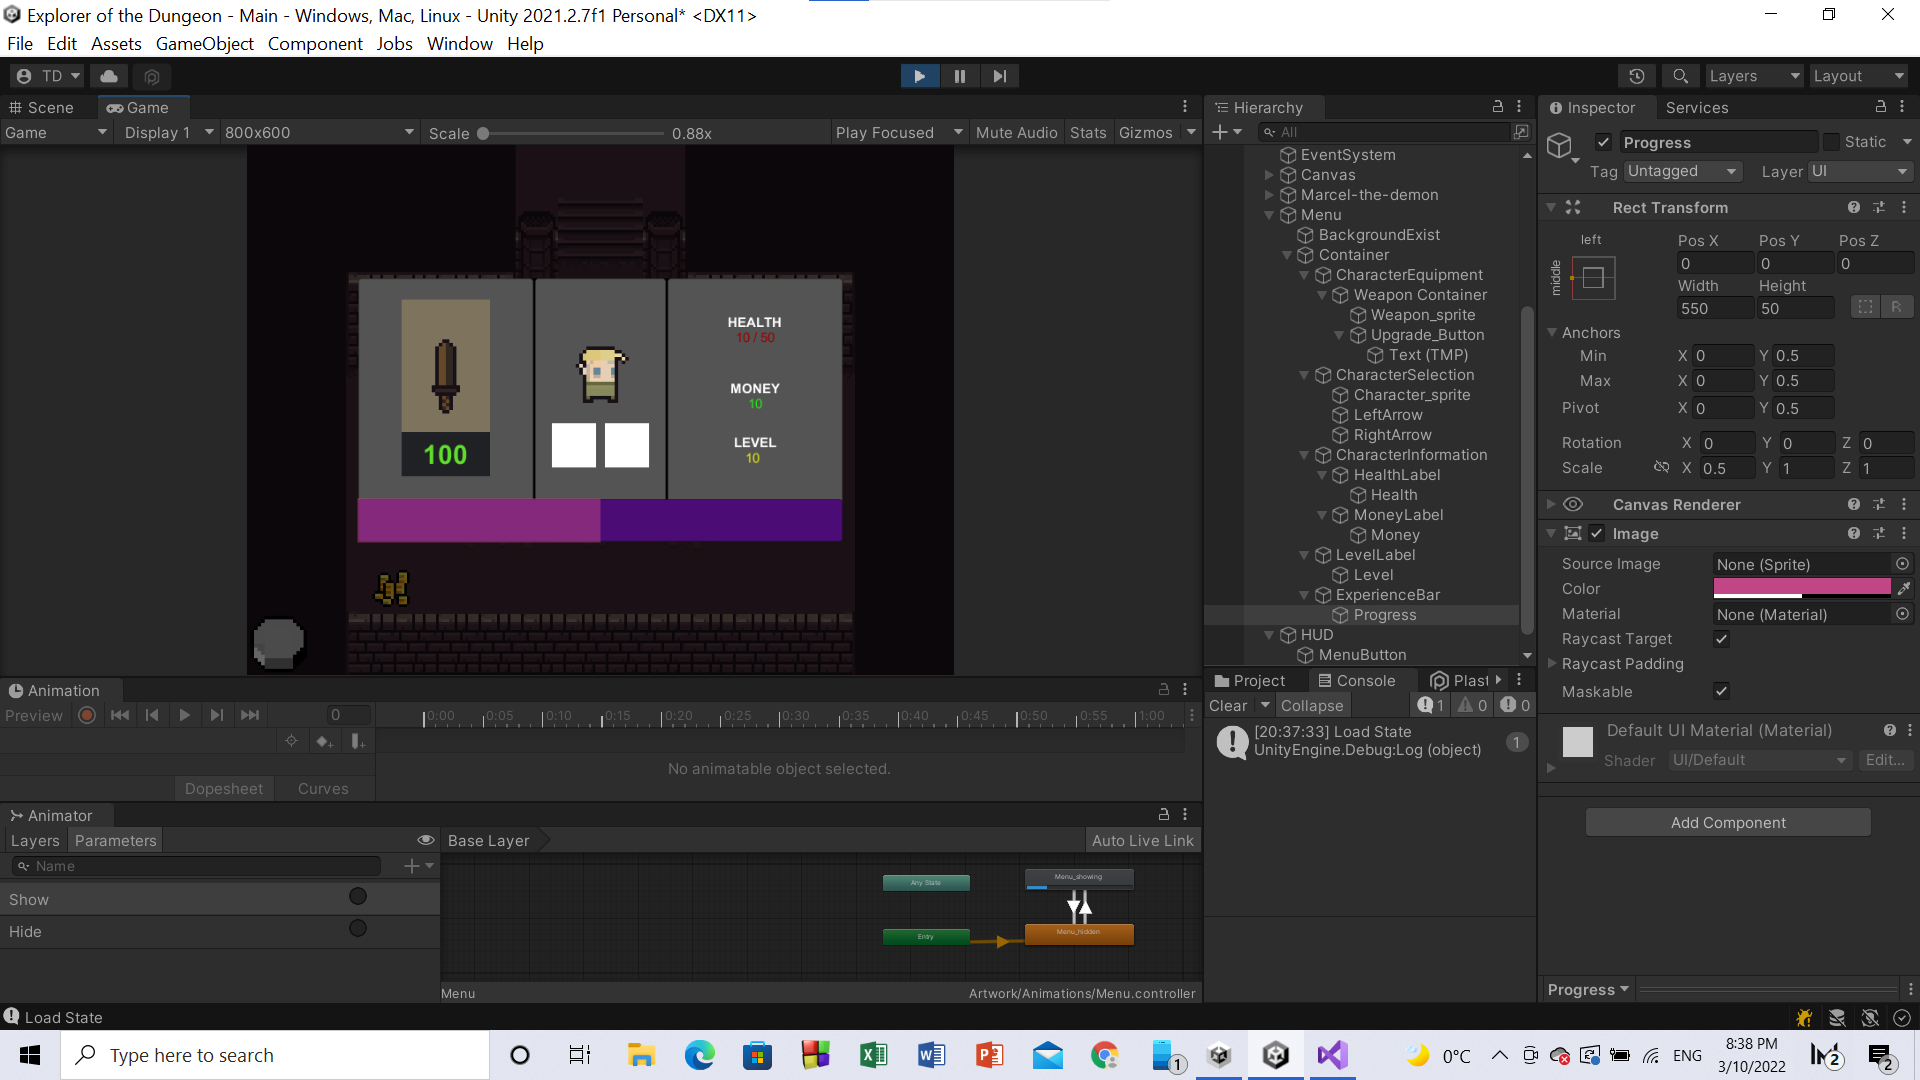 Explorer of the Dungeon - Main - Windows, Mac, Linux - Unity 2021.2.7f1 Personal* <DX11>
File Edit Assets GameObject Component Jobs Window Help
TD Layers Layout
Scene Game
Game Display 1 800x600 Scale 0.88x Play Focused Mute Audio Stats Gizmos
HEALTH
10 / 50
MONEY
10
LEVEL
10
100
Hierarchy
All
EventSystem
Canvas
Marcel-the-demon
Menu
BackgroundExist
Container
CharacterEquipment
Weapon Container
Weapon_sprite
Upgrade_Button
Text (TMP)
CharacterSelection
Character_sprite
LeftArrow
RightArrow
CharacterInformation
HealthLabel
Health
MoneyLabel
Money
LevelLabel
Level
ExperienceBar
Progress
HUD
MenuButton
Inspector Services
Progress Static
Tag Untagged Layer UI
Rect Transform
left
middle
Pos X Pos Y Pos Z
0 0 0
Width Height
550 50 R
Anchors
Min X 0 Y 0.5
Max X 0 Y 0.5
Pivot X 0 Y 0.5
Rotation X 0 Y 0 Z 0
Scale X 0.5 Y 1 Z 1
Canvas Renderer
Image
Source Image None (Sprite)
Color
Material None (Material)
Raycast Target
Raycast Padding
Maskable
Default UI Material (Material)
Shader UI/Default Edit...
Add Component
Progress
Project Console Plast
Clear Collapse 1 0 0
[20:37:33] Load State
UnityEngine.Debug:Log (object)
1
Animation
Preview 0 0:00 0:05 0:10 0:15 0:20 0:25 0:30 0:35 0:40 0:45 0:50 0:55 1:00
No animatable object selected.
Dopesheet Curves
Animator
Layers Parameters Base Layer Auto Live Link
Name
Show
Hide
Any State
Menu_showing
Entry
Menu_hidden
Menu Artwork/Animations/Menu.controller
Load State
Type here to search
1
0°C ENG
8:38 PM
3/10/2022
2
2